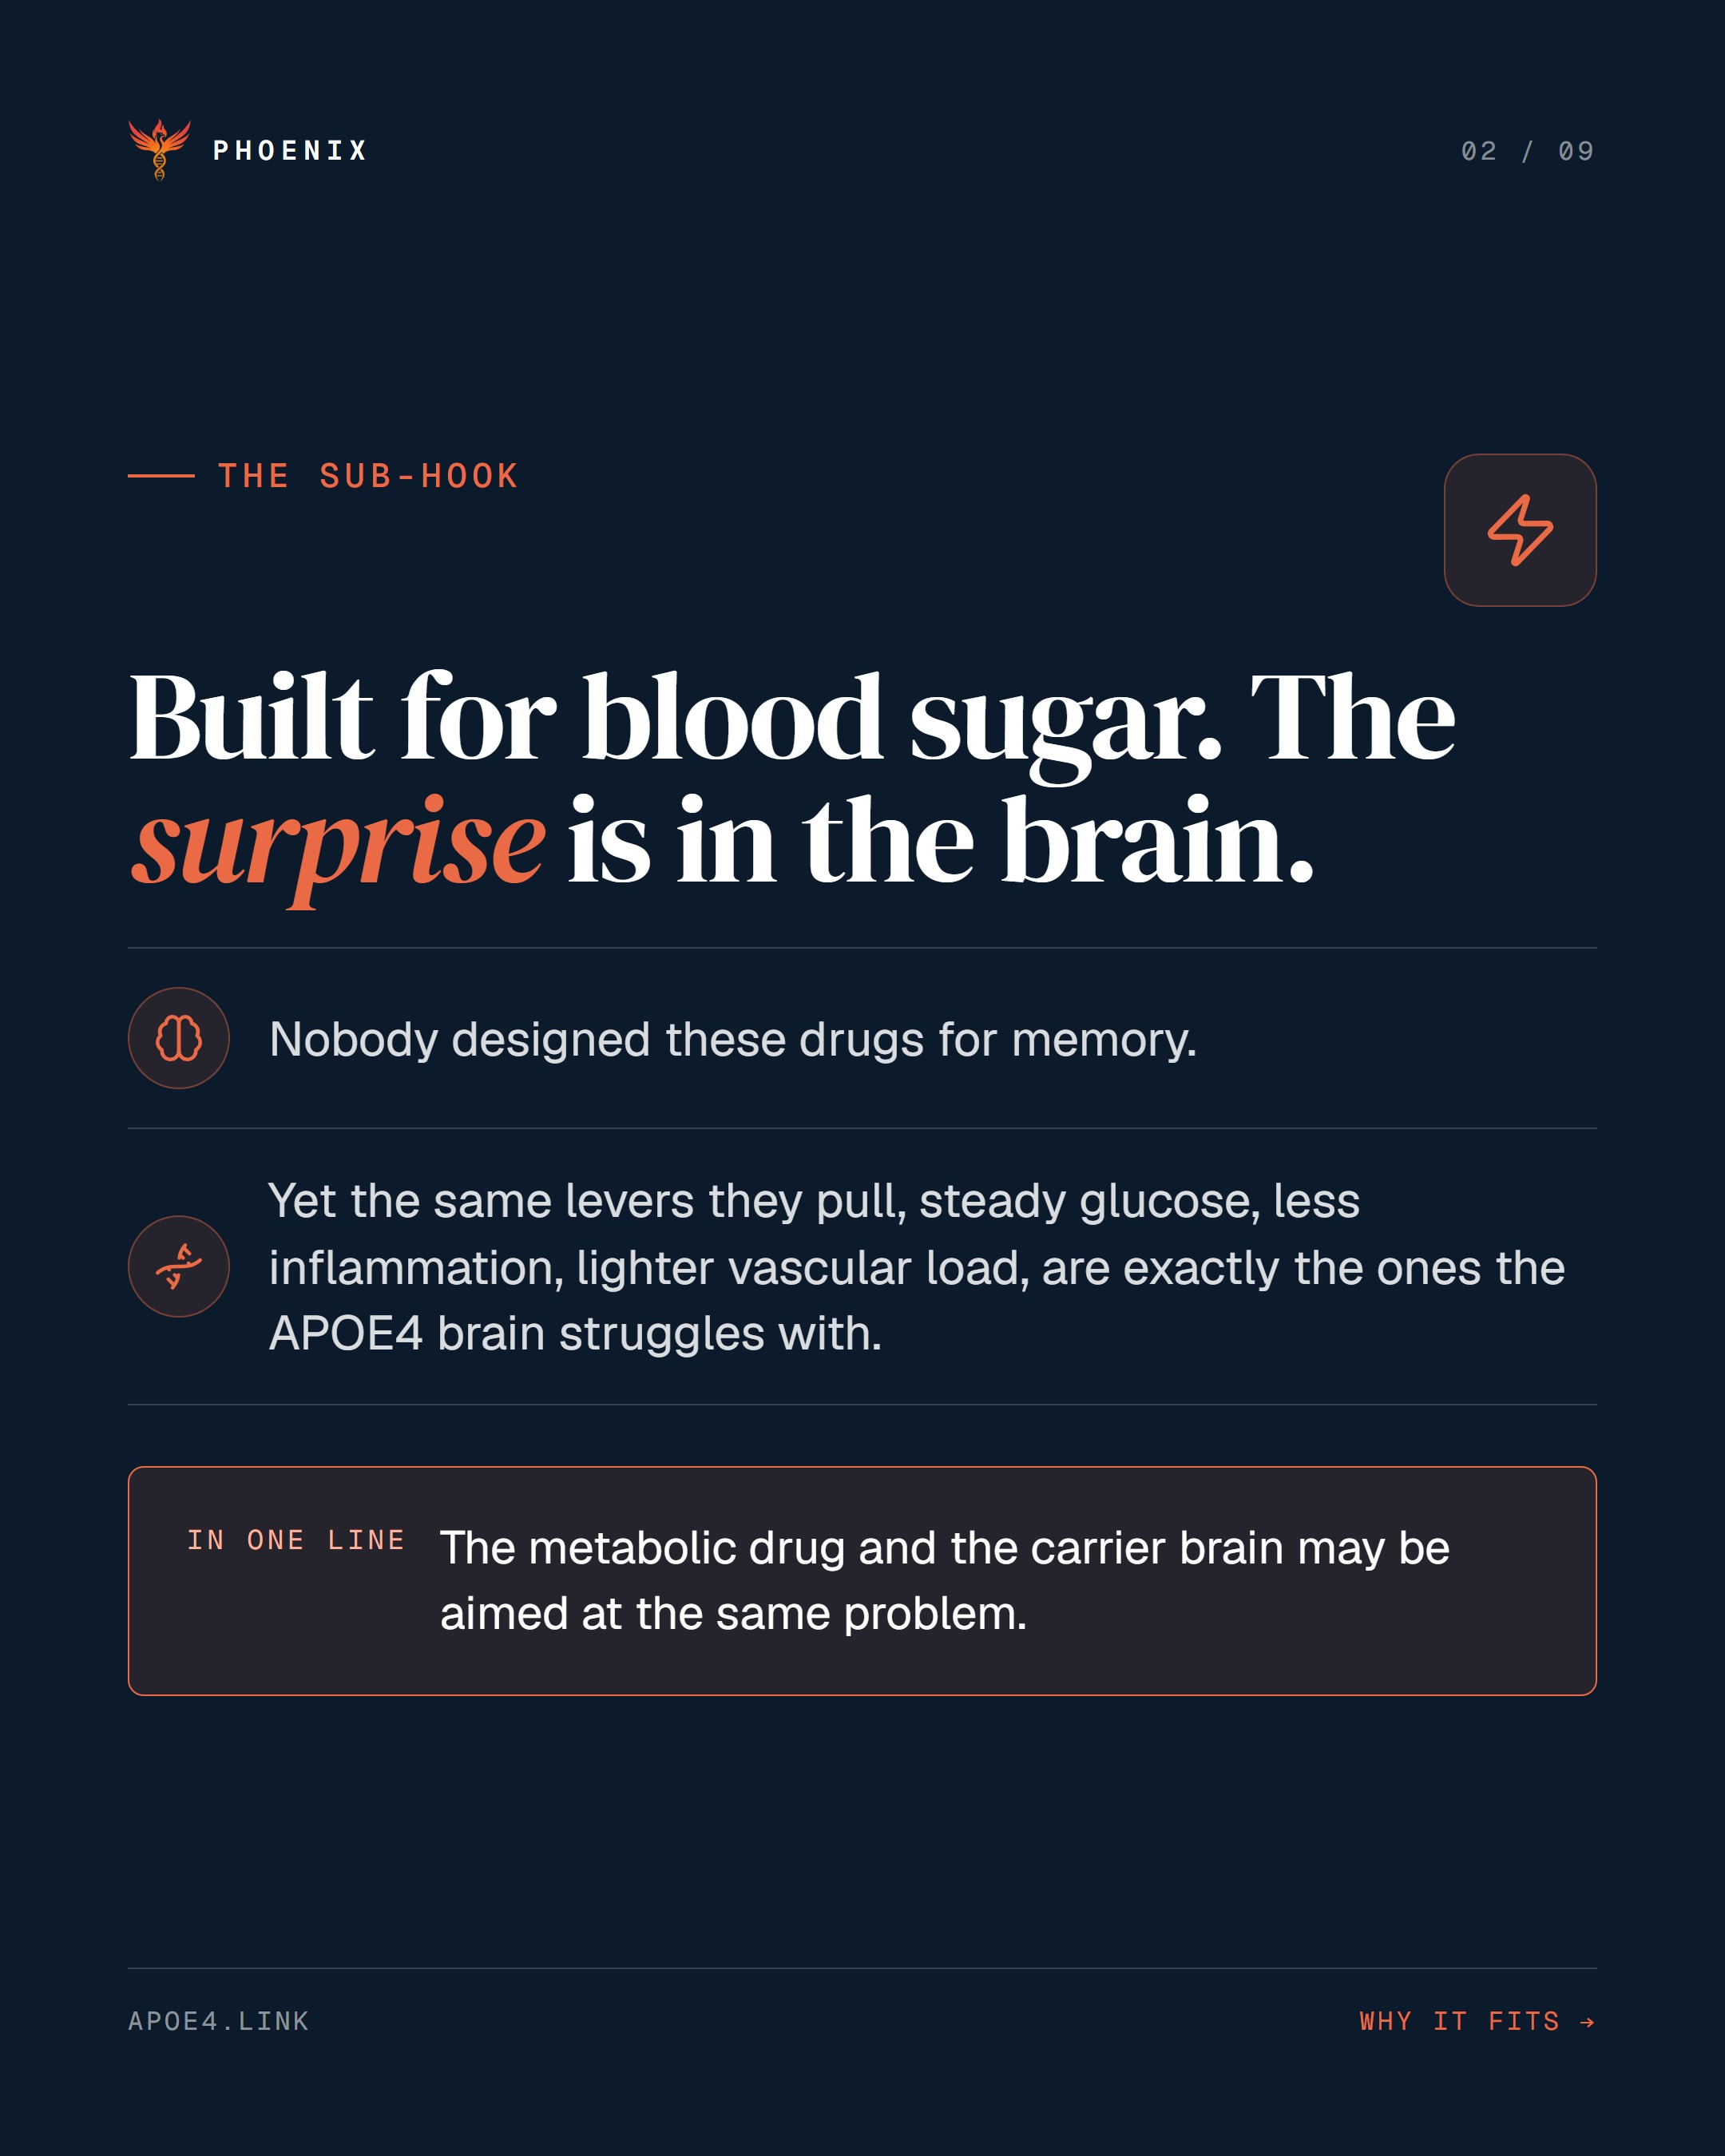 PHOENIX
02 / 09
THE SUB-HOOK
Built for blood sugar. The
surprise is in the brain.
Nobody designed these drugs for memory.
Yet the same levers they pull, steady glucose, less
inflammation, lighter vascular load, are exactly the ones the
APOE4 brain struggles with.
IN ONE LINE
The metabolic drug and the carrier brain may be
aimed at the same problem.
APOE4.LINK
WHY IT FITS →